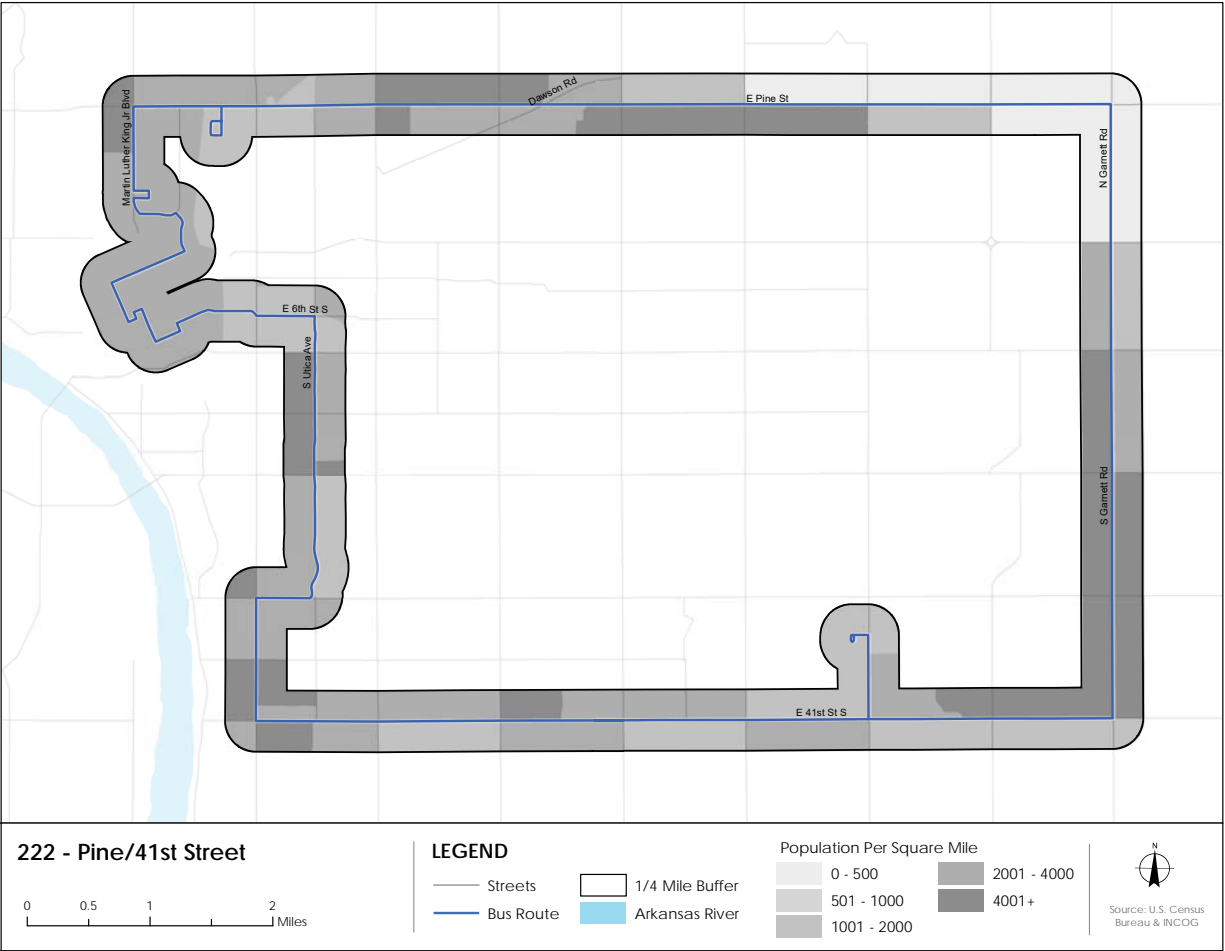 Dawson Rd
E Pine St
Martin Luther King Jr Blvd
N Garnett Rd
E 6th St S
S Utica Ave
S Garnett Rd
E 41st St S
222 - Pine/41st Street
0 0.5 1 2
Miles
LEGEND
Streets
Bus Route
1/4 Mile Buffer
Arkansas River
Population Per Square Mile
0 - 500
501 - 1000
1001 - 2000
2001 - 4000
4001+
N
Source: U.S. Census
Bureau & INCOG